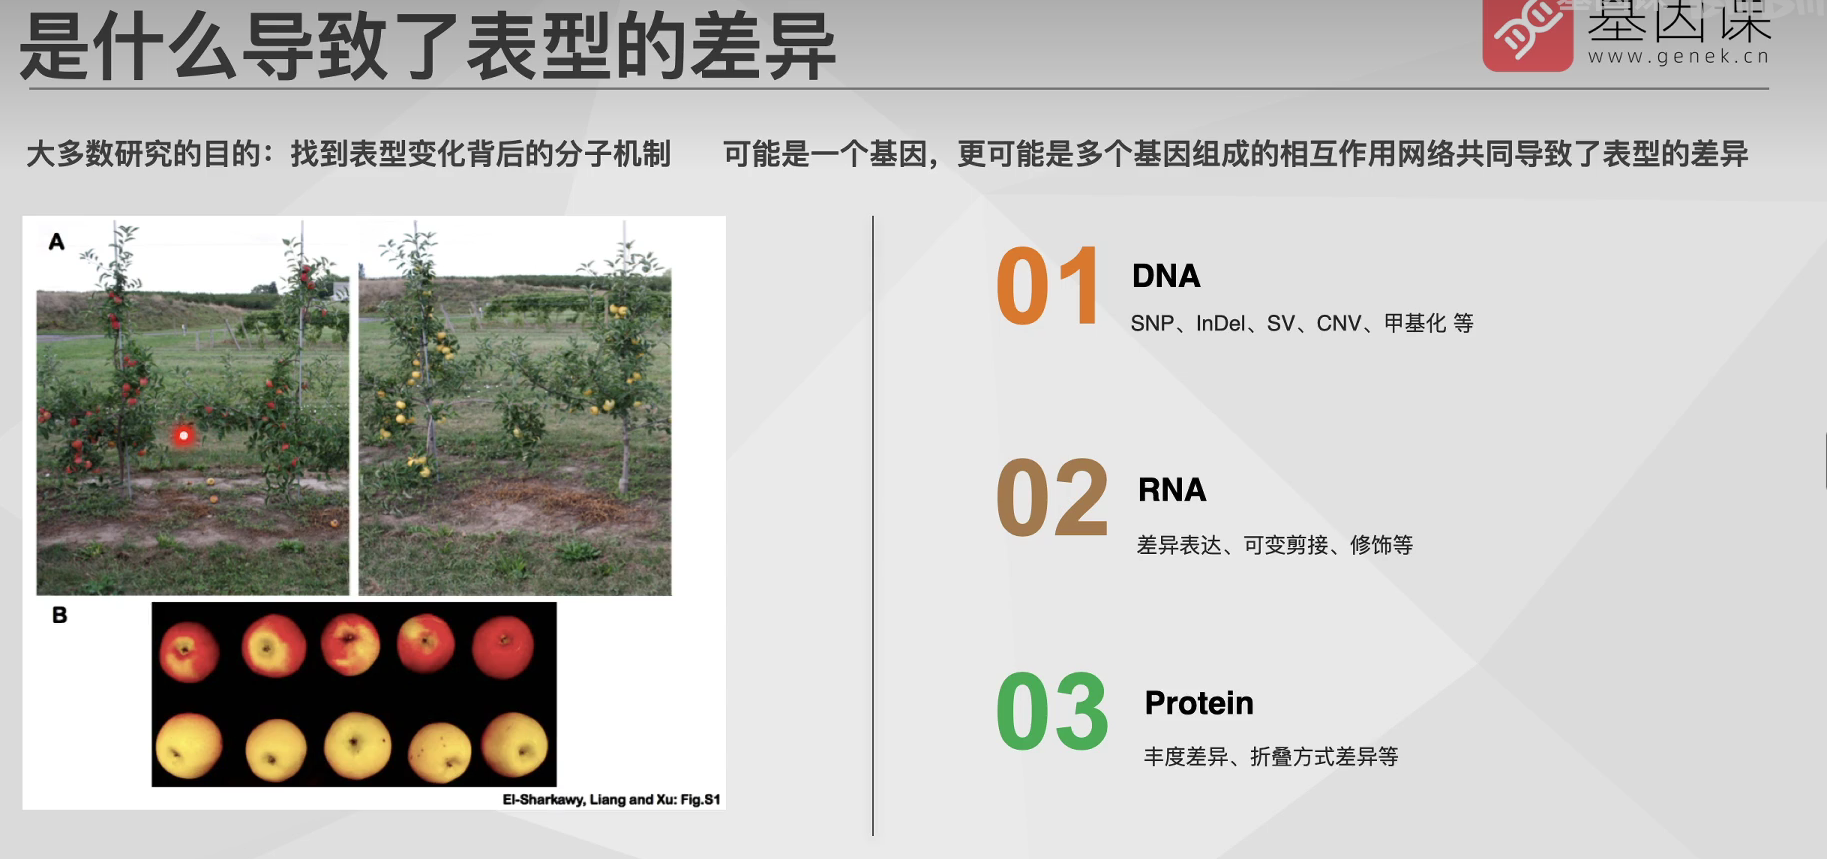 是什么导致了表型的差异
基因课
www.genek.cn
大多数研究的目的：找到表型变化背后的分子机制
可能是一个基因，更可能是多个基因组成的相互作用网络共同导致了表型的差异
A
B
El-Sharkawy, Liang and Xu: Fig.S1
01
DNA
SNP、InDel、SV、CNV、甲基化 等
02
RNA
差异表达、可变剪接、修饰等
03
Protein
丰度差异、折叠方式差异等